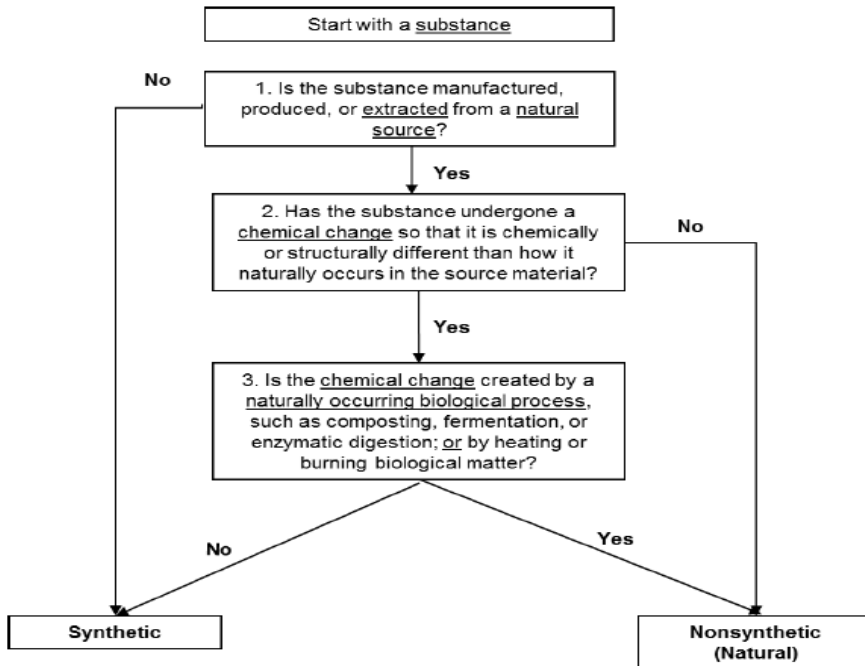 Start with a substance
No
1. Is the substance manufactured,
produced, or extracted from a natural
source?
Yes
2. Has the substance undergone a
chemical change so that it is chemically
or structurally different than how it
naturally occurs in the source material?
No
Yes
3. Is the chemical change created by a
naturally occurring biological process,
such as composting, fermentation, or
enzymatic digestion; or by heating or
burning biological matter?
No
Yes
Synthetic
Nonsynthetic
(Natural)